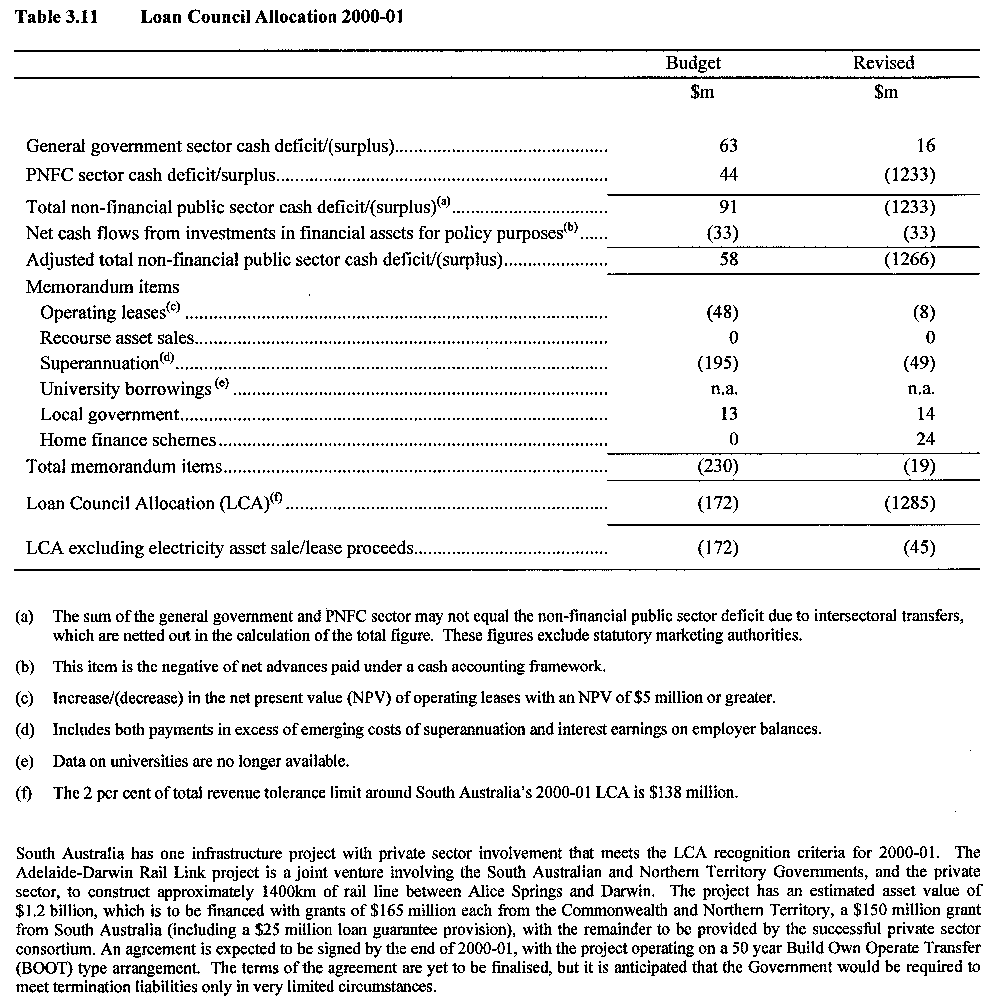 Table 3.11 Loan Council Allocation 2000-01
Budget Revised
$m $m
General government sector cash deficit/(surplus)............................................ 63 16
PNFC sector cash deficit/surplus..................................................................... 44 (1233)
Total non-financial public sector cash deficit/(surplus)(a)................................ 91 (1233)
Net cash flows from investments in financial assets for policy purposes(b)...... (33) (33)
Adjusted total non-financial public sector cash deficit/(surplus)...................... 58 (1266)
Memorandum items
Operating leases(c) ........................................................................................ (48) (8)
Recourse asset sales...................................................................................... 0 0
Superannuation(d).......................................................................................... (195) (49)
University borrowings (e) .............................................................................. n.a. n.a.
Local government......................................................................................... 13 14
Home finance schemes................................................................................. 0 24
Total memorandum items................................................................................ (230) (19)
Loan Council Allocation (LCA)(f) ................................................................... (172) (1285)
LCA excluding electricity asset sale/lease proceeds........................................ (172) (45)
(a) The sum of the general government and PNFC sector may not equal the non-financial public sector deficit due to intersectoral transfers,
which are netted out in the calculation of the total figure. These figures exclude statutory marketing authorities.
(b) This item is the negative of net advances paid under a cash accounting framework.
(c) Increase/(decrease) in the net present value (NPV) of operating leases with an NPV of $5 million or greater.
(d) Includes both payments in excess of emerging costs of superannuation and interest earnings on employer balances.
(e) Data on universities are no longer available.
(f) The 2 per cent of total revenue tolerance limit around South Australia's 2000-01 LCA is $138 million.
South Australia has one infrastructure project with private sector involvement that meets the LCA recognition criteria for 2000-01. The
Adelaide-Darwin Rail Link project is a joint venture involving the South Australian and Northern Territory Governments, and the private
sector, to construct approximately 1400km of rail line between Alice Springs and Darwin. The project has an estimated asset value of
$1.2 billion, which is to be financed with grants of $165 million each from the Commonwealth and Northern Territory, a $150 million grant
from South Australia (including a $25 million loan guarantee provision), with the remainder to be provided by the successful private sector
consortium. An agreement is expected to be signed by the end of 2000-01, with the project operating on a 50 year Build Own Operate Transfer
(BOOT) type arrangement. The terms of the agreement are yet to be finalised, but it is anticipated that the Government would be required to
meet termination liabilities only in very limited circumstances.